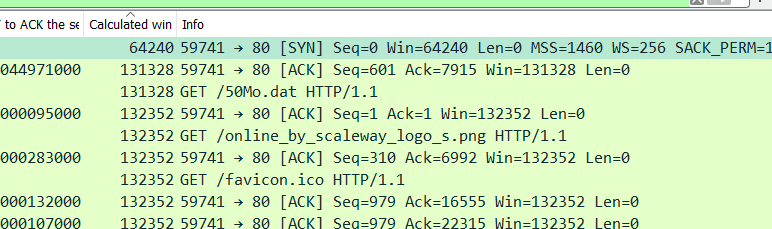 to ACK the se Calculated win Info
64240 59741 → 80 [SYN] Seq=0 Win=64240 Len=0 MSS=1460 WS=256 SACK_PERM=1
044971000 131328 59741 → 80 [ACK] Seq=601 Ack=7915 Win=131328 Len=0
131328 GET /50Mo.dat HTTP/1.1
000095000 132352 59741 → 80 [ACK] Seq=1 Ack=1 Win=132352 Len=0
132352 GET /online_by_scaleway_logo_s.png HTTP/1.1
000283000 132352 59741 → 80 [ACK] Seq=310 Ack=6992 Win=132352 Len=0
132352 GET /favicon.ico HTTP/1.1
000132000 132352 59741 → 80 [ACK] Seq=979 Ack=16555 Win=132352 Len=0
000107000 132352 59741 → 80 [ACK] Seq=979 Ack=22315 Win=132352 Len=0